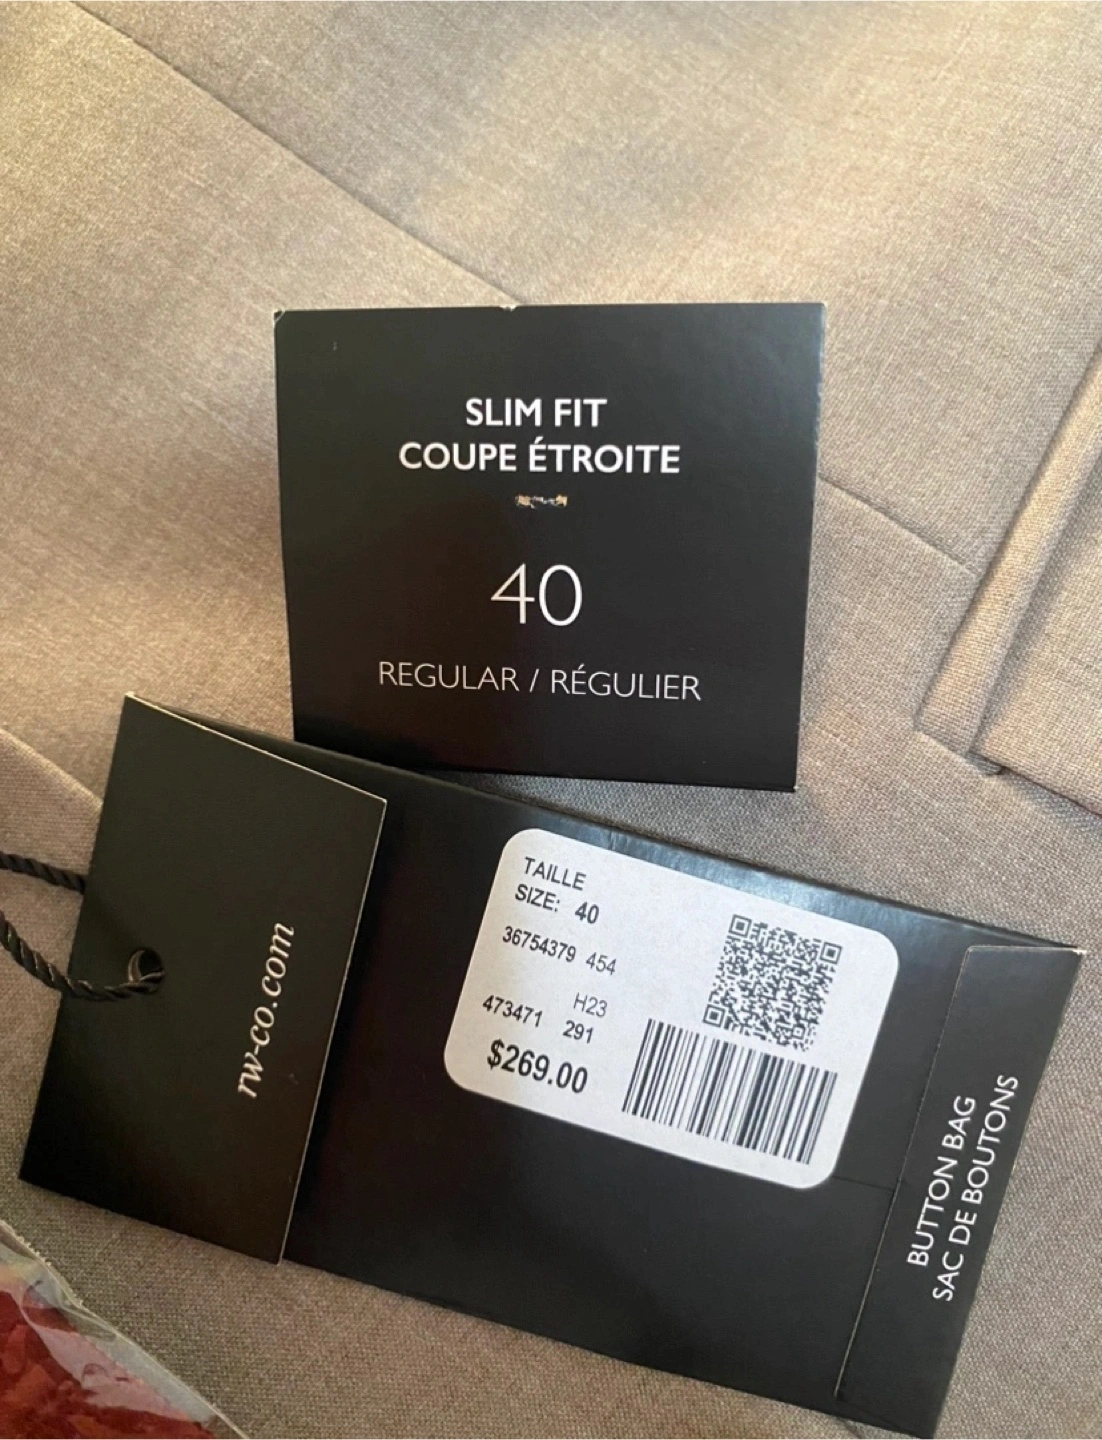 SLIM FIT
COUPE ÉTROITE
40
REGULAR / RÉGULIER
rw-co.com
TAILLE
SIZE: 40
36754379 454
H23
473471 291
$269.00
BUTTON BAG
SAC DE BOUTONS